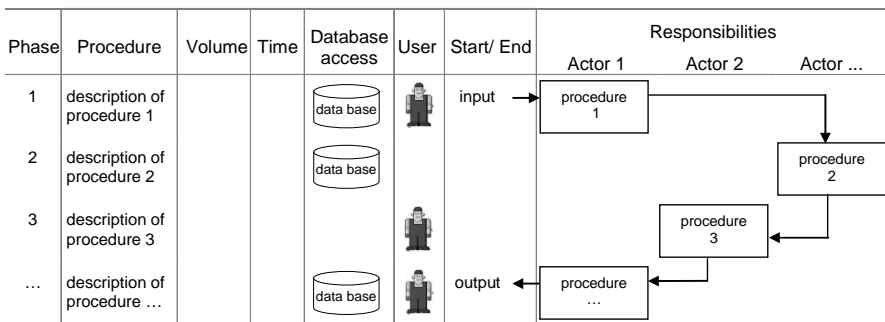 Phase Procedure Volume Time Database access User Start/ End Responsibilities
Actor 1 Actor 2 Actor ...
1 description of procedure 1 data base input procedure 1
2 description of procedure 2 data base procedure 2
3 description of procedure 3 procedure 3
… description of procedure … data base output procedure …